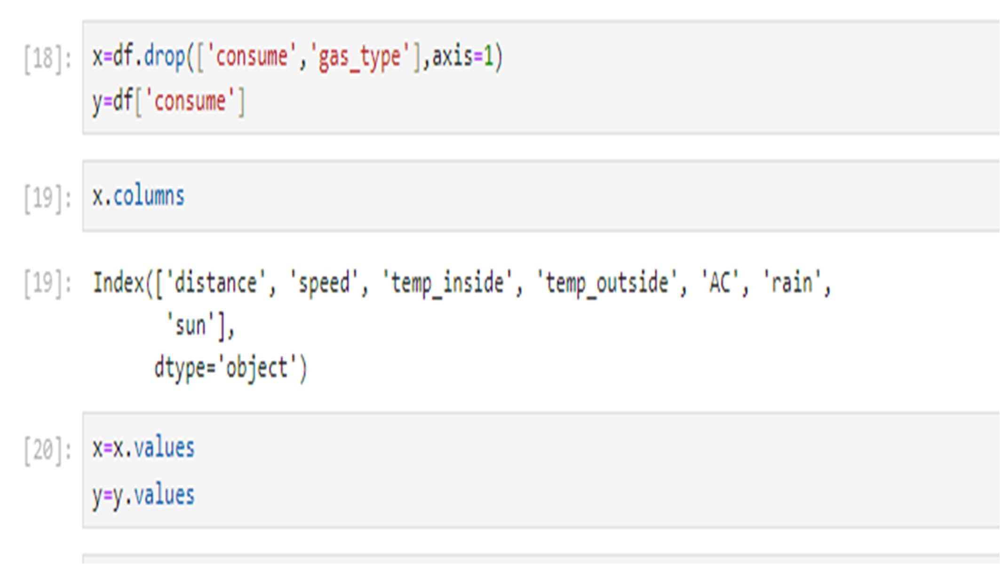 [18]: x=df.drop(['consume','gas_type'],axis=1)
y=df['consume']
[19]: x.columns
[19]: Index(['distance', 'speed', 'temp_inside', 'temp_outside', 'AC', 'rain',
'sun'],
dtype='object')
[20]: x=x.values
y=y.values